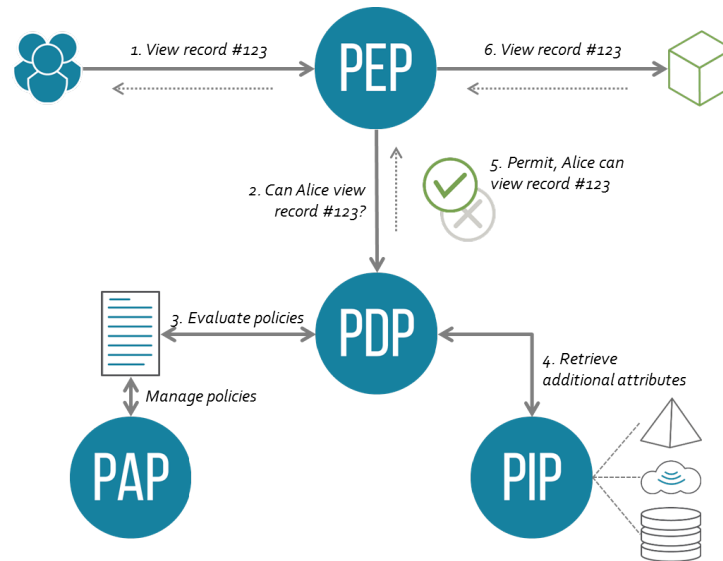 1. View record #123
PEP
6. View record #123
2. Can Alice view
record #123?
5. Permit, Alice can
view record #123
3. Evaluate policies
PDP
4. Retrieve
additional attributes
Manage policies
PAP
PIP